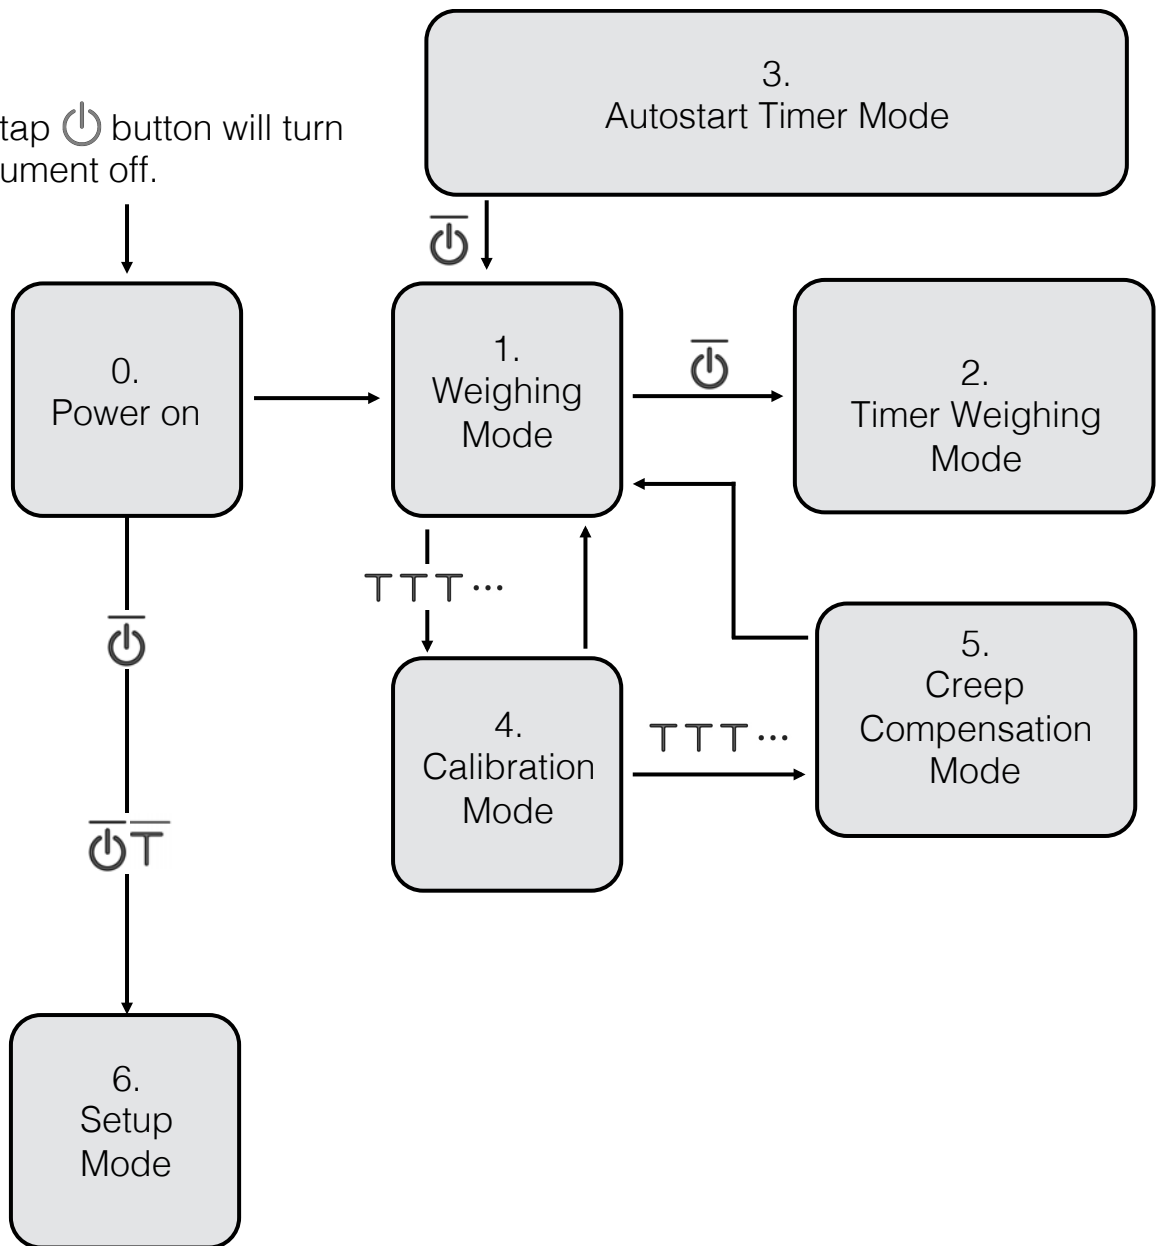 3.
Autostart Timer Mode
tap ⏻ button will turn
ument off.
⏻
0.
Power on
1.
Weighing
Mode
⏻
2.
Timer Weighing
Mode
T T T ...
⏻
4.
Calibration
Mode
T T T ...
5.
Creep
Compensation
Mode
⏻ T
6.
Setup
Mode